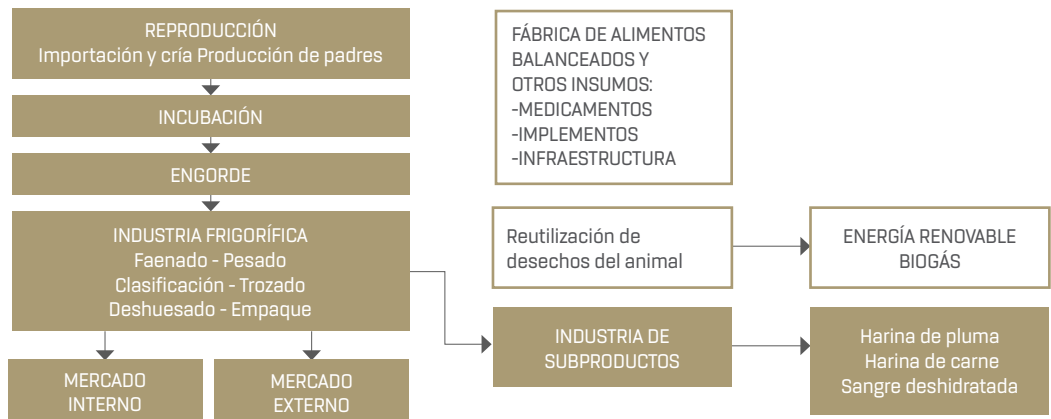 REPRODUCCIÓN
Importación y cría Producción de padres
INCUBACIÓN
ENGORDE
INDUSTRIA FRIGORÍFICA
Faenado - Pesado
Clasificación - Trozado
Deshuesado - Empaque
MERCADO
INTERNO
MERCADO
EXTERNO
FÁBRICA DE ALIMENTOS
BALANCEADOS Y
OTROS INSUMOS:
-MEDICAMENTOS
-IMPLEMENTOS
-INFRAESTRUCTURA
Reutilización de
desechos del animal
ENERGÍA RENOVABLE
BIOGÁS
INDUSTRIA DE
SUBPRODUCTOS
Harina de pluma
Harina de carne
Sangre deshidratada